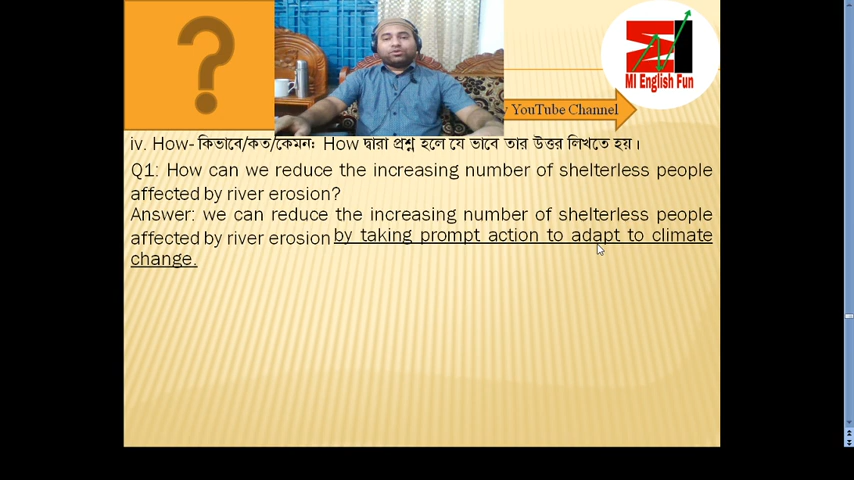 ?
MI English Fun
YouTube Channel
iv. How- কিভাবে/কত/কেমন: How দ্বারা প্রশ্ন হলে যে ভাবে তার উত্তর লিখতে হয়।
Q1: How can we reduce the increasing number of shelterless people
affected by river erosion?
Answer: we can reduce the increasing number of shelterless people
affected by river erosion by taking prompt action to adapt to climate
change.